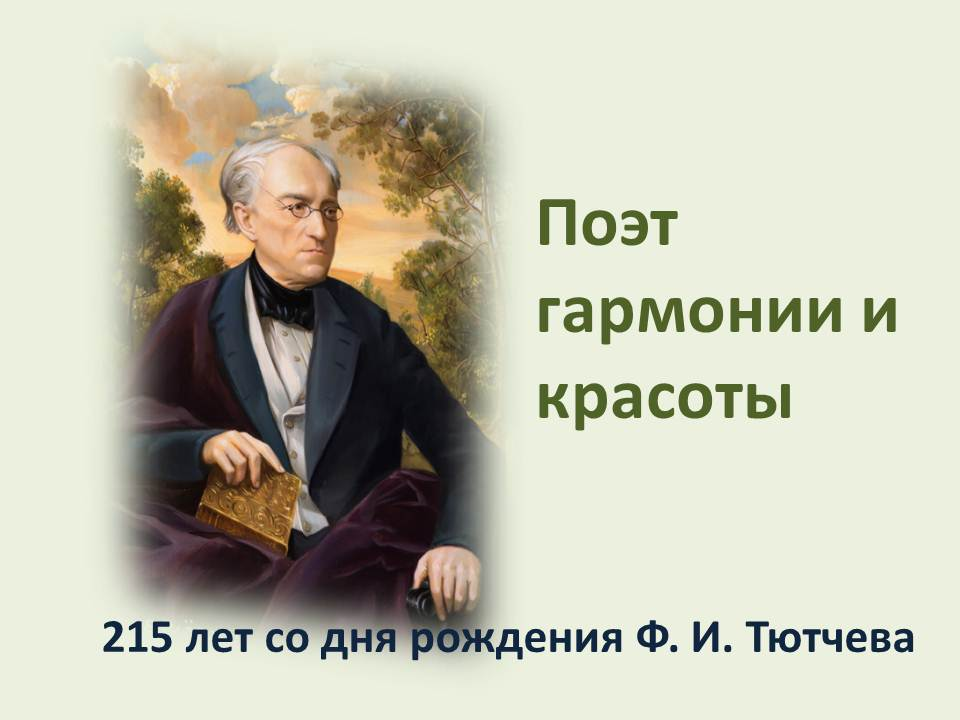 Поэт
гармонии и
красоты
215 лет со дня рождения Ф. И. Тютчева